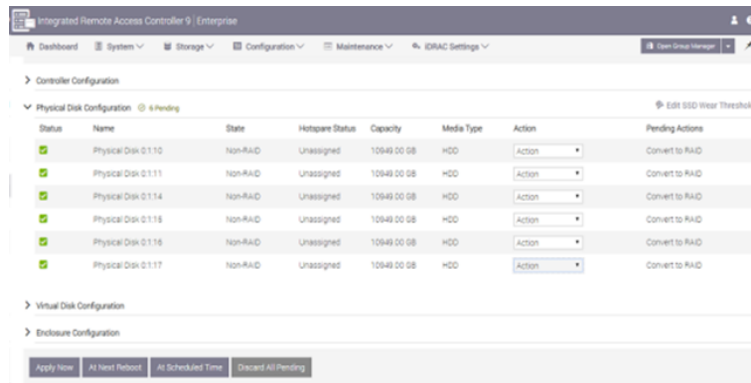 Integrated Remote Access Controller 9 | Enterprise
Dashboard System Storage Configuration Maintenance iDRAC Settings Open Group Manager
Controller Configuration
Physical Disk Configuration 6 Pending Edit SSD Wear Threshol
Status Name State Hotspare Status Capacity Media Type Action Pending Actions
Physical Disk 0:1:10 Non-RAID Unassigned 10949.00 GB HDD Action Convert to RAID
Physical Disk 0:1:11 Non-RAID Unassigned 10949.00 GB HDD Action Convert to RAID
Physical Disk 0:1:14 Non-RAID Unassigned 10949.00 GB HDD Action Convert to RAID
Physical Disk 0:1:15 Non-RAID Unassigned 10949.00 GB HDD Action Convert to RAID
Physical Disk 0:1:16 Non-RAID Unassigned 10949.00 GB HDD Action Convert to RAID
Physical Disk 0:1:17 Non-RAID Unassigned 10949.00 GB HDD Action Convert to RAID
Virtual Disk Configuration
Enclosure Configuration
Apply Now At Next Reboot At Scheduled Time Discard All Pending